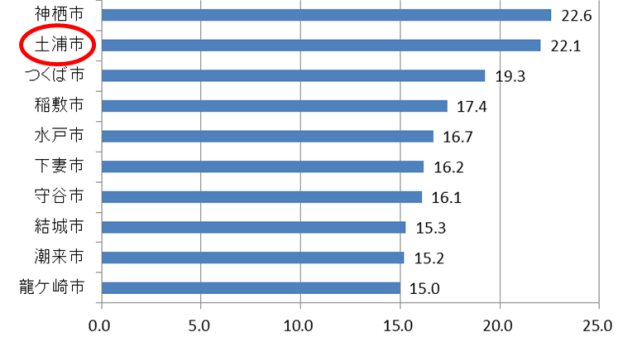 神栖市 22.6
土浦市 22.1
つくば市 19.3
稲敷市 17.4
水戸市 16.7
下妻市 16.2
守谷市 16.1
結城市 15.3
潮来市 15.2
龍ケ崎市 15.0
0.0 5.0 10.0 15.0 20.0 25.0